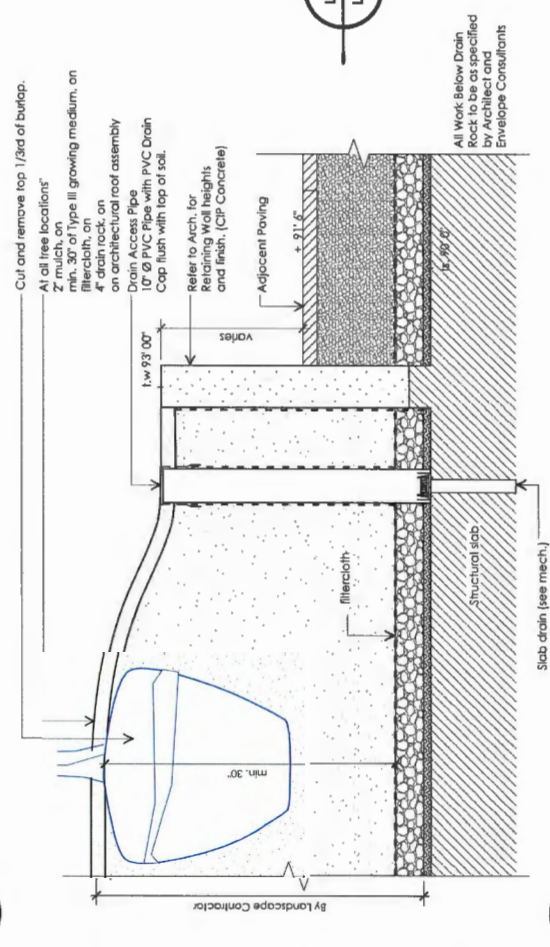 Cut and remove top 1/3rd of burlap.
At all tree locations"
2" mulch, on
min. 30" of Type III growing medium, on
filtercloth, on
4" drain rock, on
on architectural roof assembly
Drain Access Pipe
10" Ø PVC Pipe with PVC Drain
Cap flush with top of soil.
Refer to Arch. for
Retaining Wall heights
and finish. (CIP Concrete)
Adjacent Paving
+ 91' 6"
t.w 93' 00"
varies
min. 30"
By Landscape Contractor
filtercloth
Structural slab
Slab drain (see mech.)
All Work Below Drain
Rock to be as specified
by Architect and
Envelope Consultants